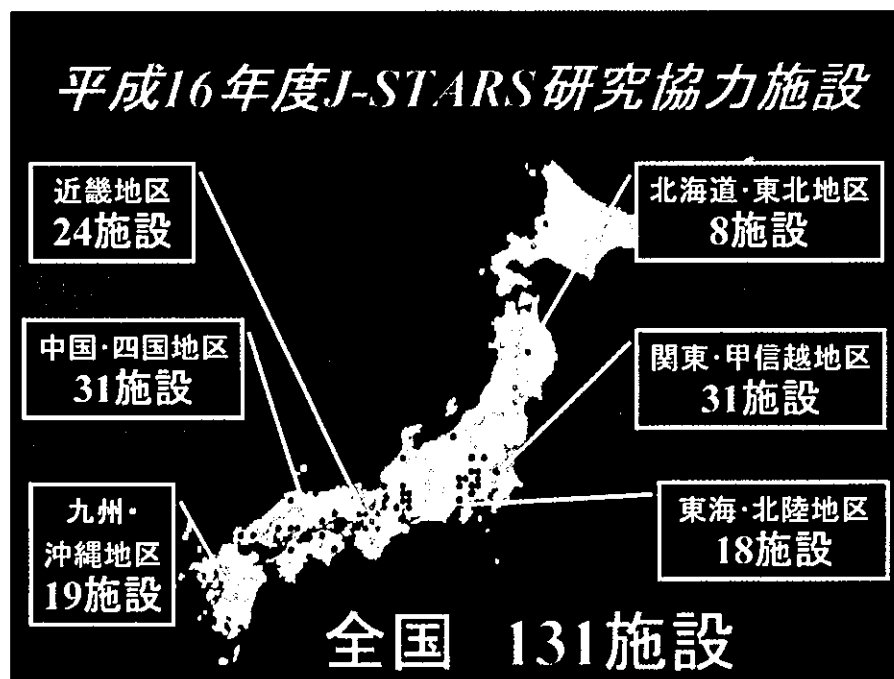 平成16年度J-STARS研究協力施設
近畿地区
24施設
北海道・東北地区
8施設
中国・四国地区
31施設
関東・甲信越地区
31施設
九州・
沖縄地区
19施設
東海・北陸地区
18施設
全国 131施設